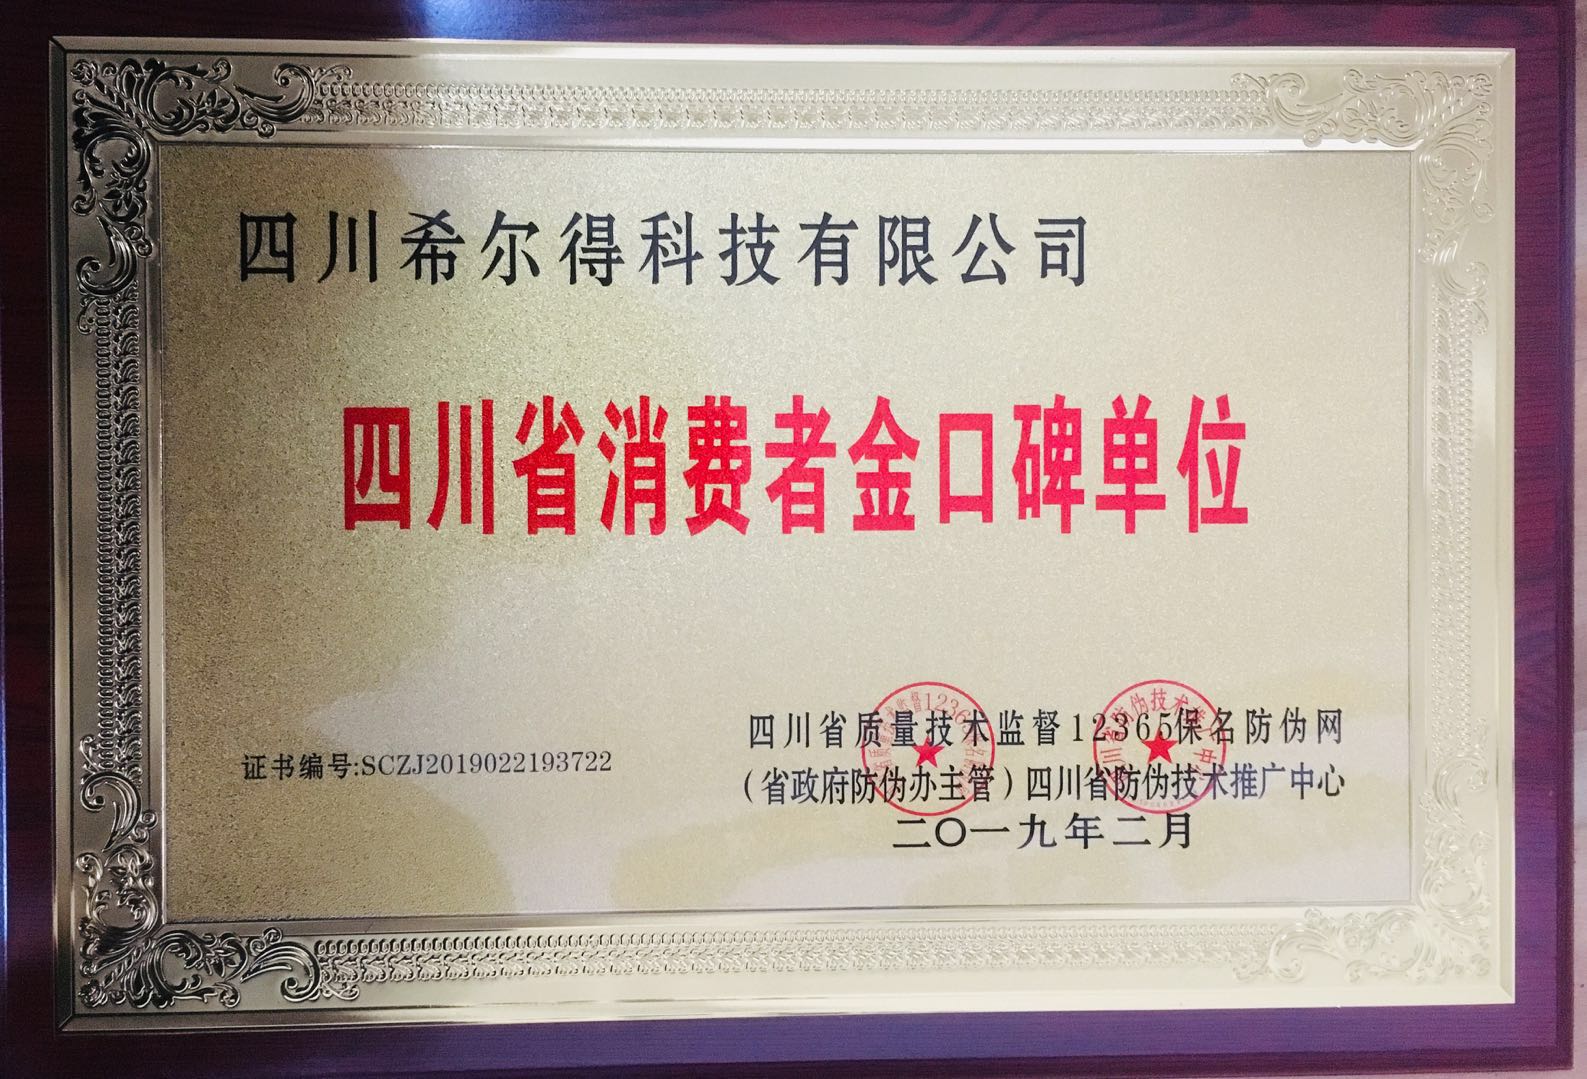 四川希尔得科技有限公司
四川省消费者金口碑单位
证书编号:SCZJ2019022193722
四川省质量技术监督12365保名防伪网
(省政府防伪办主管)四川省防伪技术推广中心
二〇一九年二月